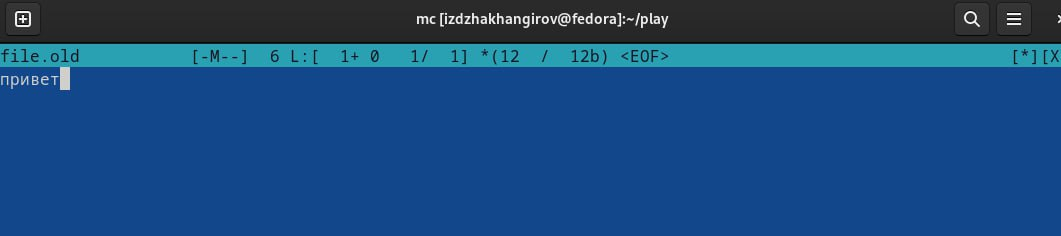 mc [izdzhakhangirov@fedora]:~/play
file.old [-M--] 6 L:[ 1+ 0 1/ 1] *(12 / 12b) <EOF> [*][X
привет